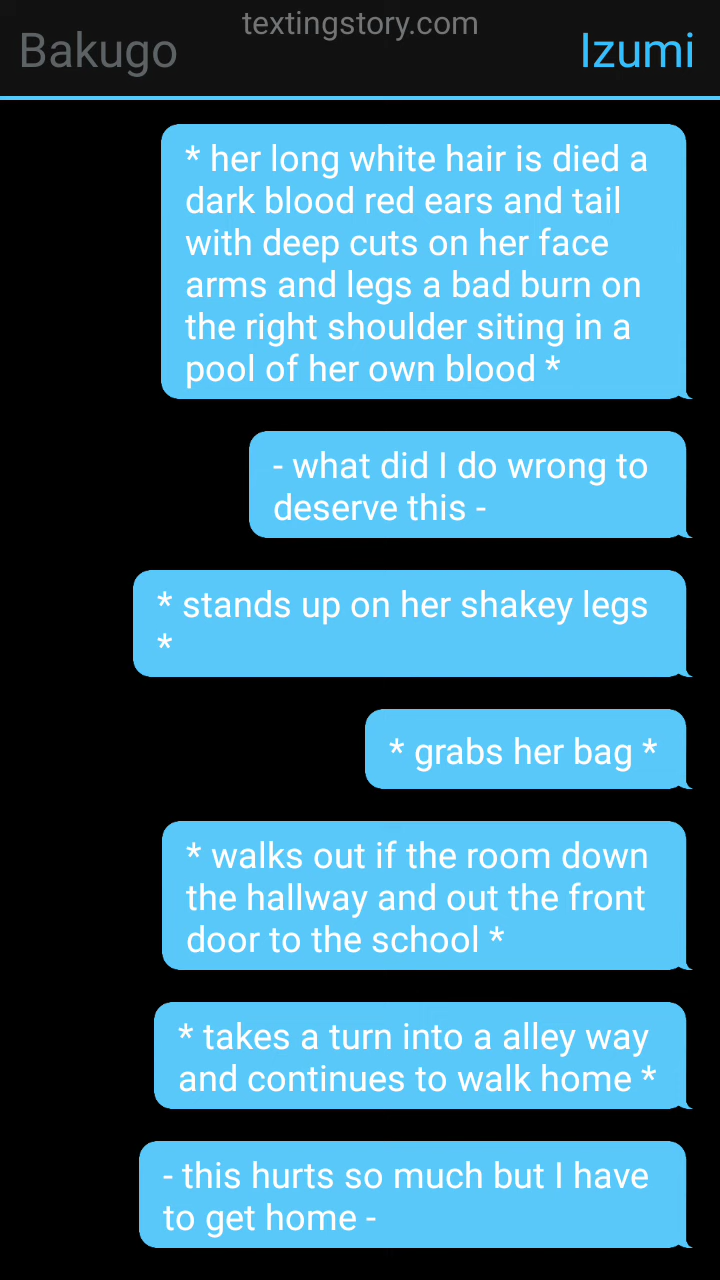 textingstory.com
Bakugo
Izumi
* her long white hair is died a
dark blood red ears and tail
with deep cuts on her face
arms and legs a bad burn on
the right shoulder siting in a
pool of her own blood *
- what did I do wrong to
deserve this -
* stands up on her shakey legs
*
* grabs her bag *
* walks out if the room down
the hallway and out the front
door to the school *
* takes a turn into a alley way
and continues to walk home *
- this hurts so much but I have
to get home -